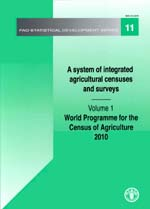 FAO STATISTICAL DEVELOPMENT SERIES
11
A system of integrated
agricultural censuses
and surveys
Volume 1
World Programme for the
Census of Agriculture
2010